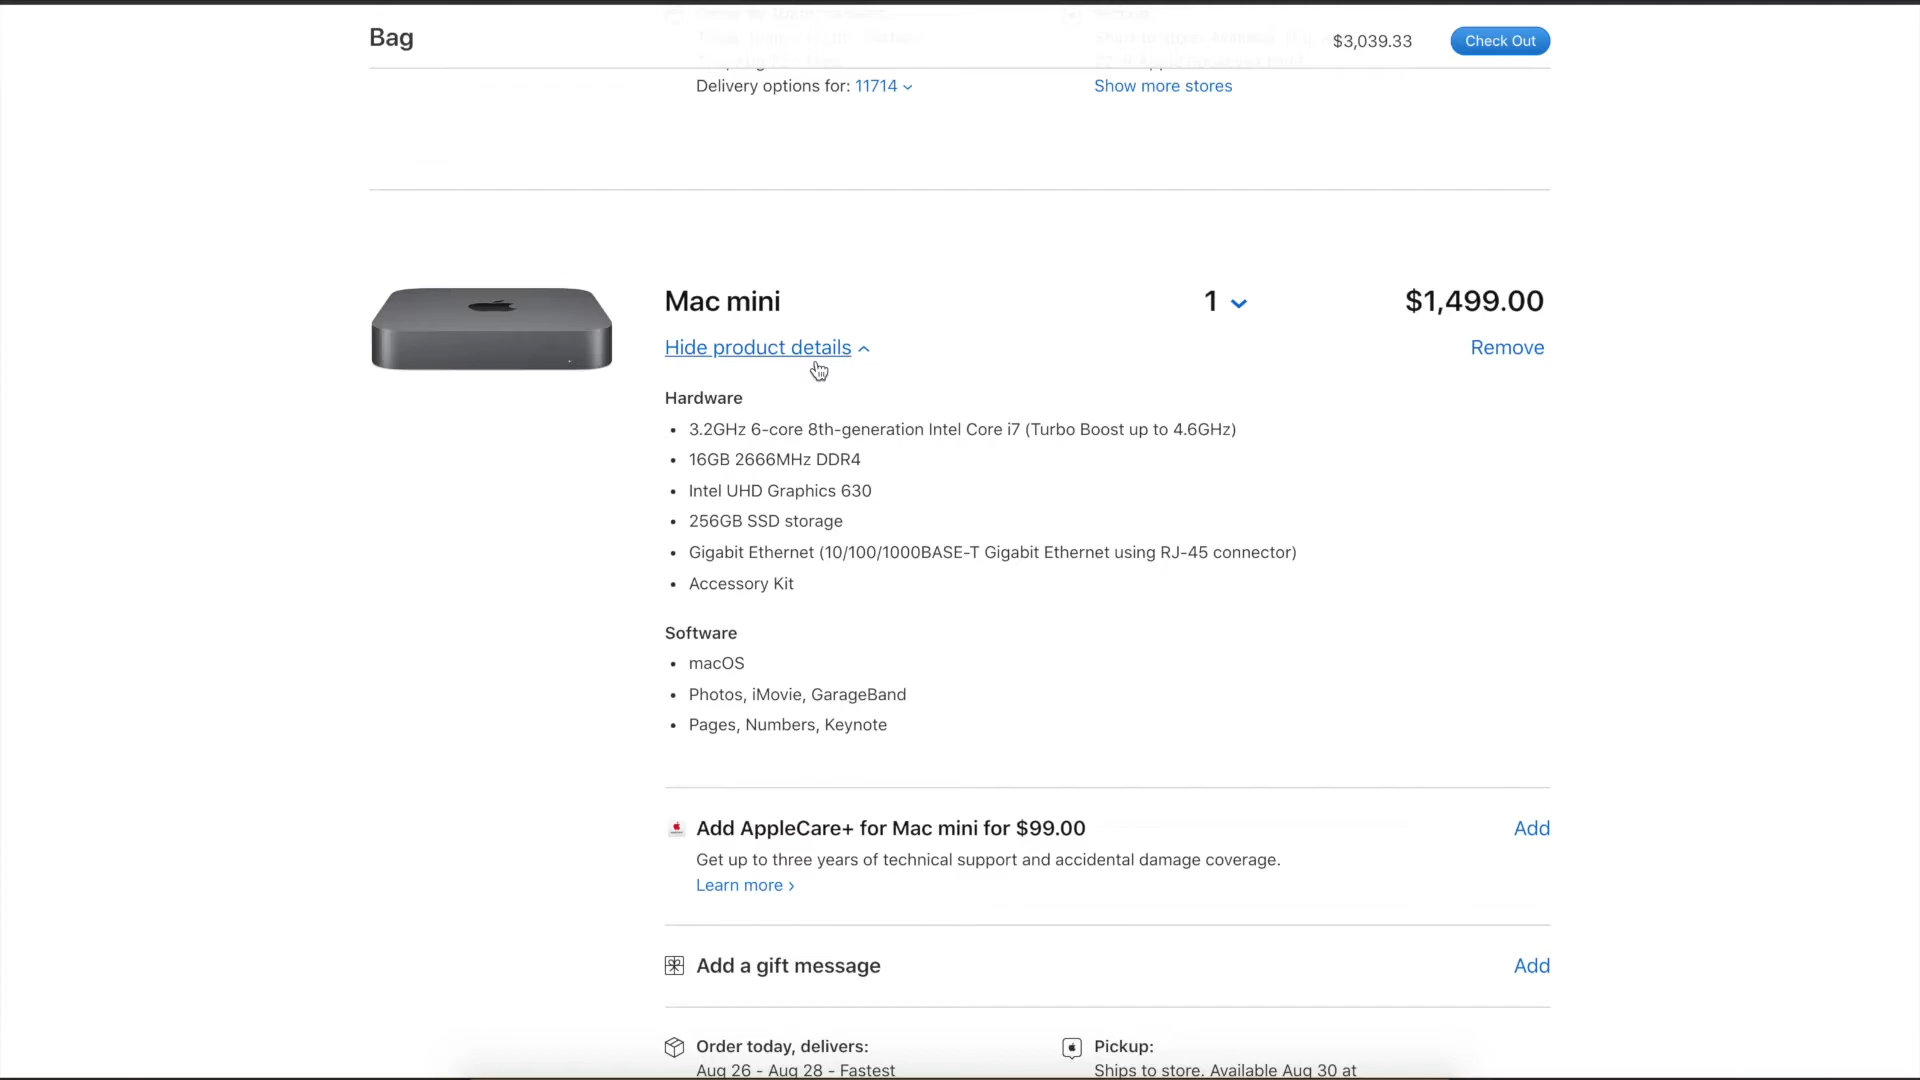 Bag
$3,039.33
Check Out
Delivery options for: 11714
Show more stores
Mac mini
1
$1,499.00
Hide product details
Remove
Hardware
• 3.2GHz 6-core 8th-generation Intel Core i7 (Turbo Boost up to 4.6GHz)
• 16GB 2666MHz DDR4
• Intel UHD Graphics 630
• 256GB SSD storage
• Gigabit Ethernet (10/100/1000BASE-T Gigabit Ethernet using RJ-45 connector)
• Accessory Kit
Software
• macOS
• Photos, iMovie, GarageBand
• Pages, Numbers, Keynote
Add AppleCare+ for Mac mini for $99.00
Add
Get up to three years of technical support and accidental damage coverage.
Learn more ›
Add a gift message
Add
Order today, delivers:
Aug 26 - Aug 28 - Fastest
Pickup:
Ships to store. Available Aug 30 at